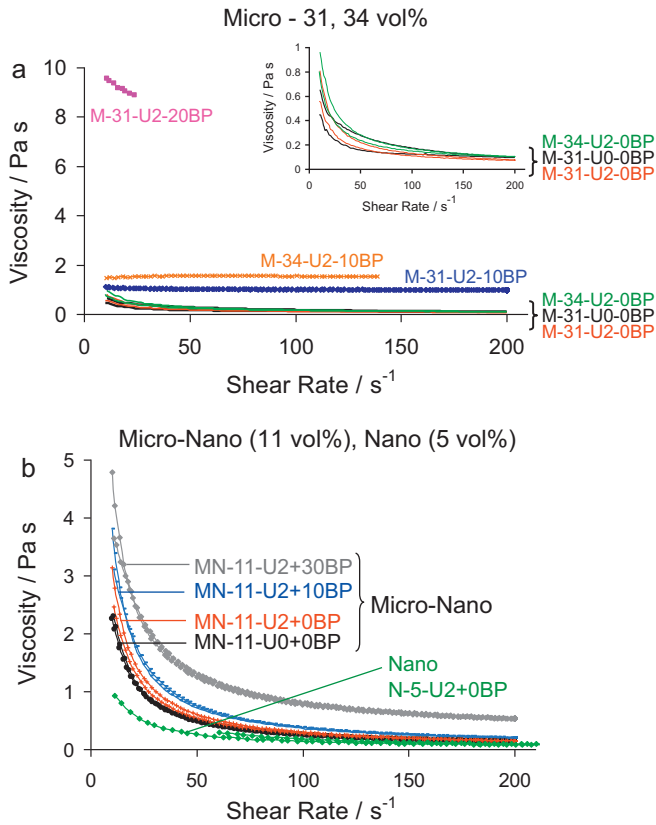 Micro - 31, 34 vol%
a
Viscosity / Pa s
10
8
6
4
2
0
0 50 100 150 200
Shear Rate / s⁻¹
M-31-U2-20BP
M-34-U2-10BP
M-31-U2-10BP
M-34-U2-0BP
M-31-U0-0BP
M-31-U2-0BP
Viscosity / Pa s
1
0.8
0.6
0.4
0.2
0
0 50 100 150 200
Shear Rate / s⁻¹
M-34-U2-0BP
M-31-U0-0BP
M-31-U2-0BP
Micro-Nano (11 vol%), Nano (5 vol%)
b
Viscosity / Pa s
5
4
3
2
1
0
0 50 100 150 200
Shear Rate / s⁻¹
MN-11-U2+30BP
MN-11-U2+10BP
MN-11-U2+0BP
MN-11-U0+0BP
Micro-Nano
Nano
N-5-U2+0BP